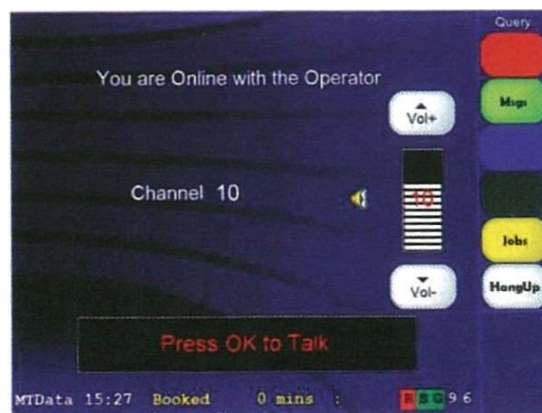 Query
You are Online with the Operator
Msgs
Vol+
Channel 10
10
Jobs
Vol-
HangUp
Press OK to Talk
MTData 15:27 Booked 0 mins : R S G 9 6